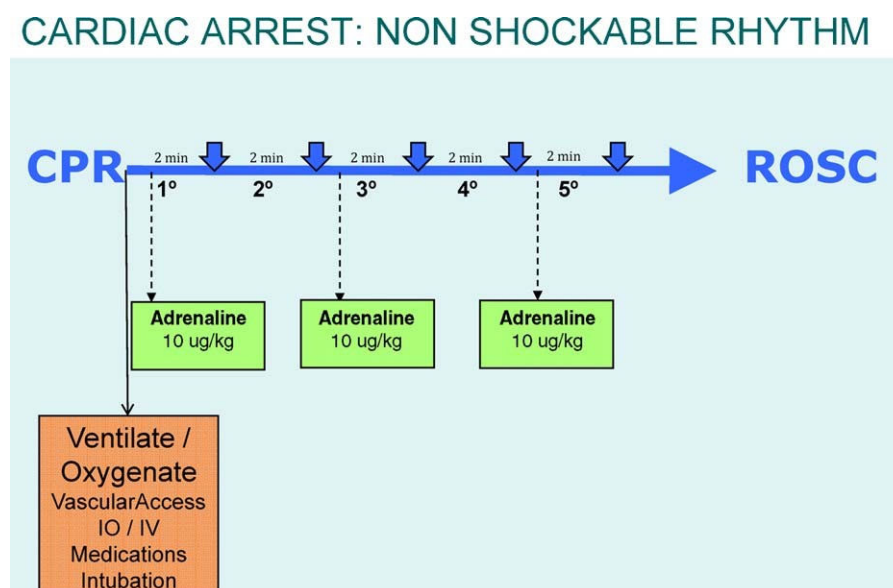 CARDIAC ARREST: NON SHOCKABLE RHYTHM
CPR
2 min
2 min
2 min
2 min
2 min
ROSC
1º
2º
3º
4º
5º
Adrenaline
10 ug/kg
Adrenaline
10 ug/kg
Adrenaline
10 ug/kg
Ventilate /
Oxygenate
VascularAccess
IO / IV
Medications
Intubation